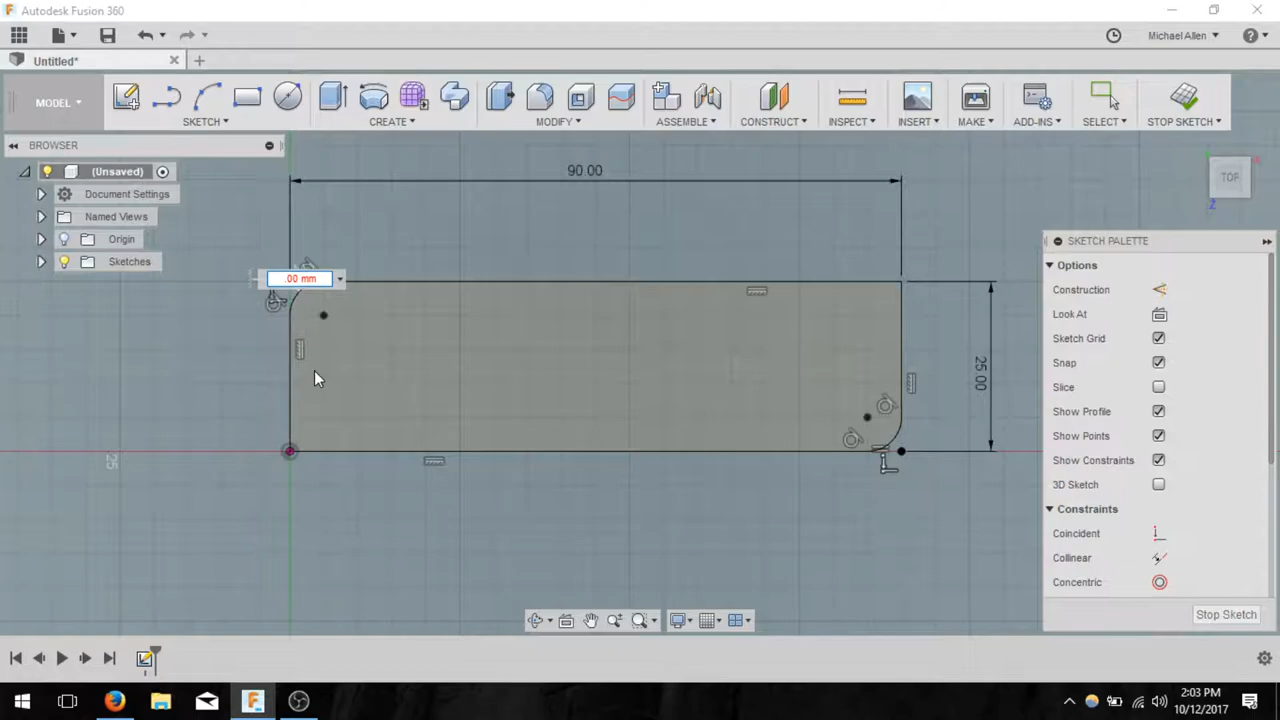 Autodesk Fusion 360
Michael Allen
Untitled*
MODEL
SKETCH
CREATE
MODIFY
ASSEMBLE
CONSTRUCT
INSPECT
INSERT
MAKE
ADD-INS
SELECT
STOP SKETCH
BROWSER
(Unsaved)
Document Settings
Named Views
Origin
Sketches
90.00
TOP
Z
.00 mm
25.00
25
SKETCH PALETTE
Options
Construction
Look At
Sketch Grid
Snap
Slice
Show Profile
Show Points
Show Constraints
3D Sketch
Constraints
Coincident
Collinear
Concentric
Stop Sketch
2:03 PM
10/12/2017